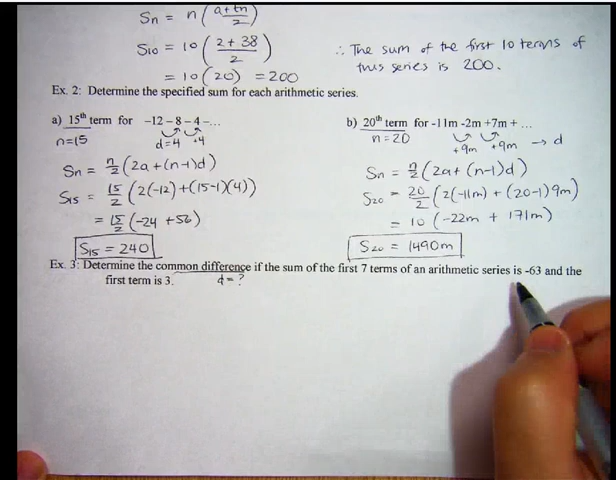 Sn = n(a+tn/2)
S10 = 10(2+38/2)
= 10(20) = 200
∴ The sum of the first 10 terms of
this series is 200.
Ex. 2: Determine the specified sum for each arithmetic series.
a) 15th term for -12 - 8 - 4 - ...
n=15 d=4 +4
Sn = n/2(2a+(n-1)d)
S15 = 15/2(2(-12)+(15-1)(4))
= 15/2(-24+56)
S15 = 240
b) 20th term for -11m -2m +7m + ...
n=20 +9m +9m → d
Sn = n/2(2a+(n-1)d)
S20 = 20/2(2(-11m)+(20-1)9m)
= 10(-22m + 171m)
S20 = 1490m
Ex. 3: Determine the common difference if the sum of the first 7 terms of an arithmetic series is -63 and the
first term is 3. d=?